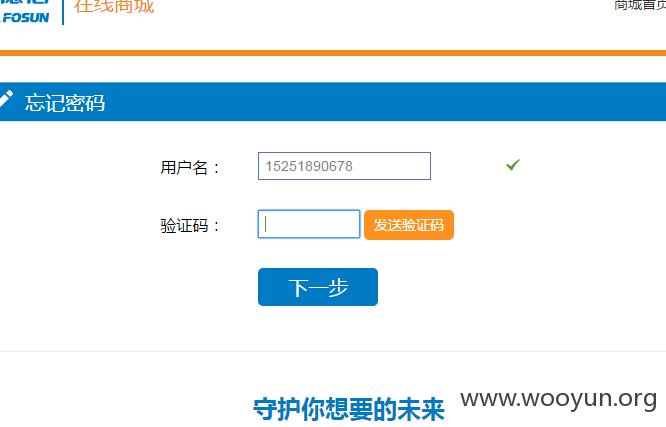 在线商城
商城首页
FOSUN
忘记密码
用户名：
15251890678
验证码：
发送验证码
下一步
守护你想要的未来
www.wooyun.org